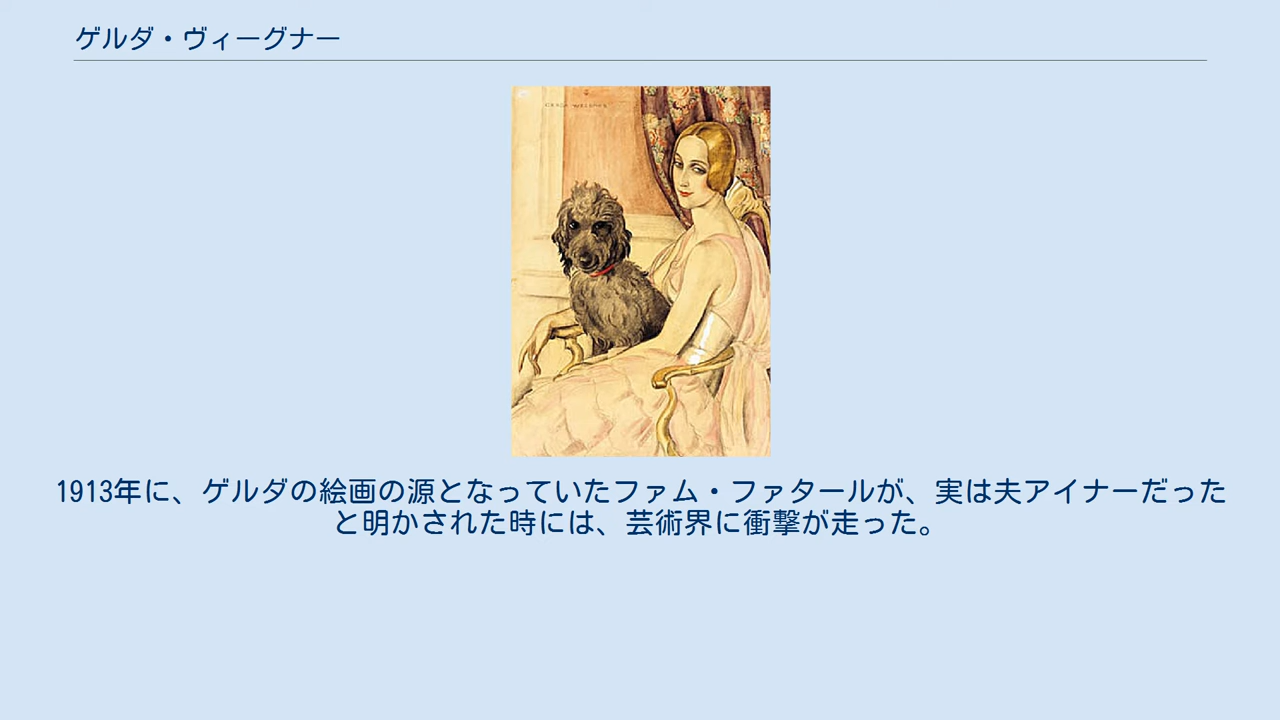 ゲルダ・ヴィーグナー
1913年に、ゲルダの絵画の源となっていたファム・ファタールが、実は夫アイナーだった
と明かされた時には、芸術界に衝撃が走った。